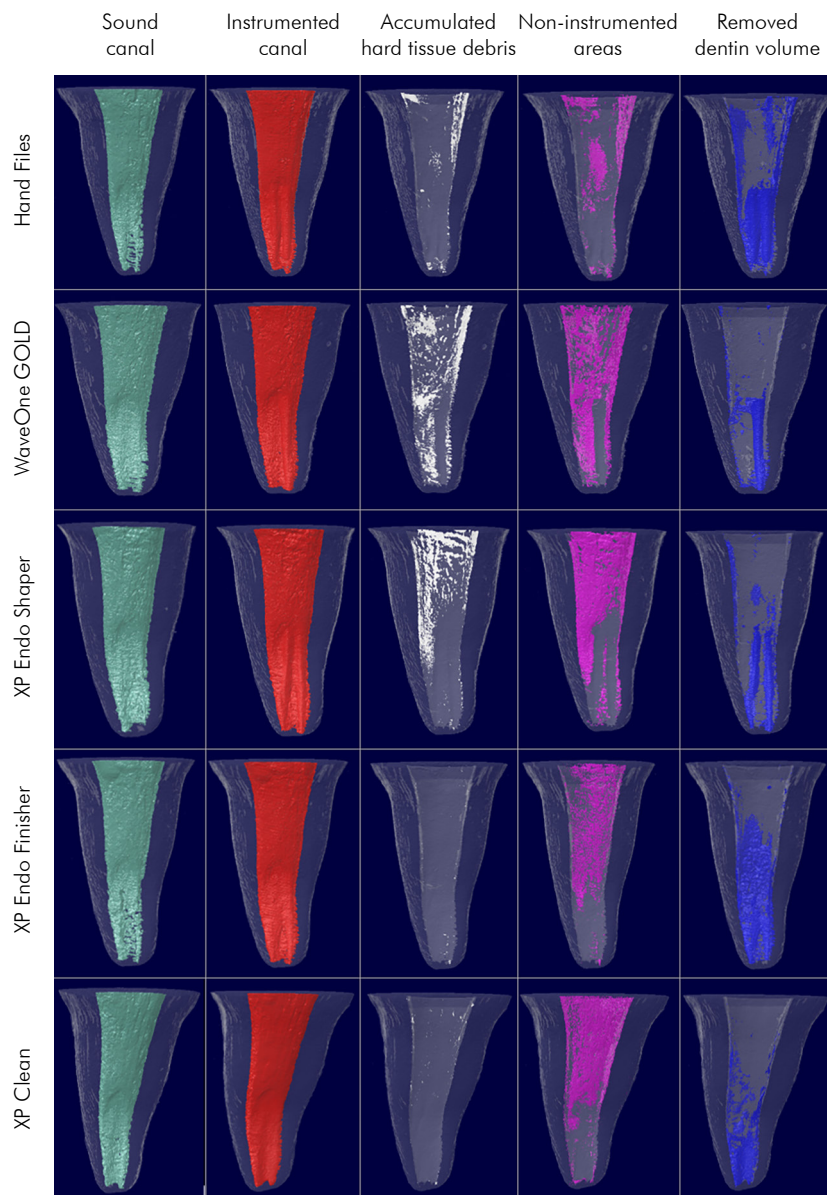 Sound canal
Instrumented canal
Accumulated hard tissue debris
Non-instrumented areas
Removed dentin volume
Hand Files
WaveOne GOLD
XP Endo Shaper
XP Endo Finisher
XP Clean